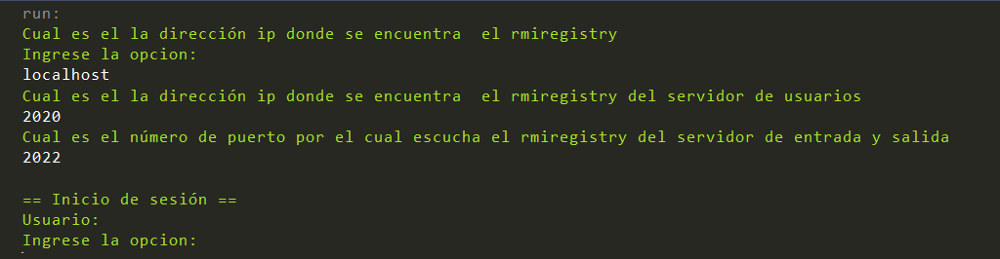 run:
Cual es el la dirección ip donde se encuentra  el rmiregistry
Ingrese la opcion:
localhost
Cual es el la dirección ip donde se encuentra  el rmiregistry del servidor de usuarios
2020
Cual es el número de puerto por el cual escucha el rmiregistry del servidor de entrada y salida
2022
== Inicio de sesión ==
Usuario:
Ingrese la opcion: